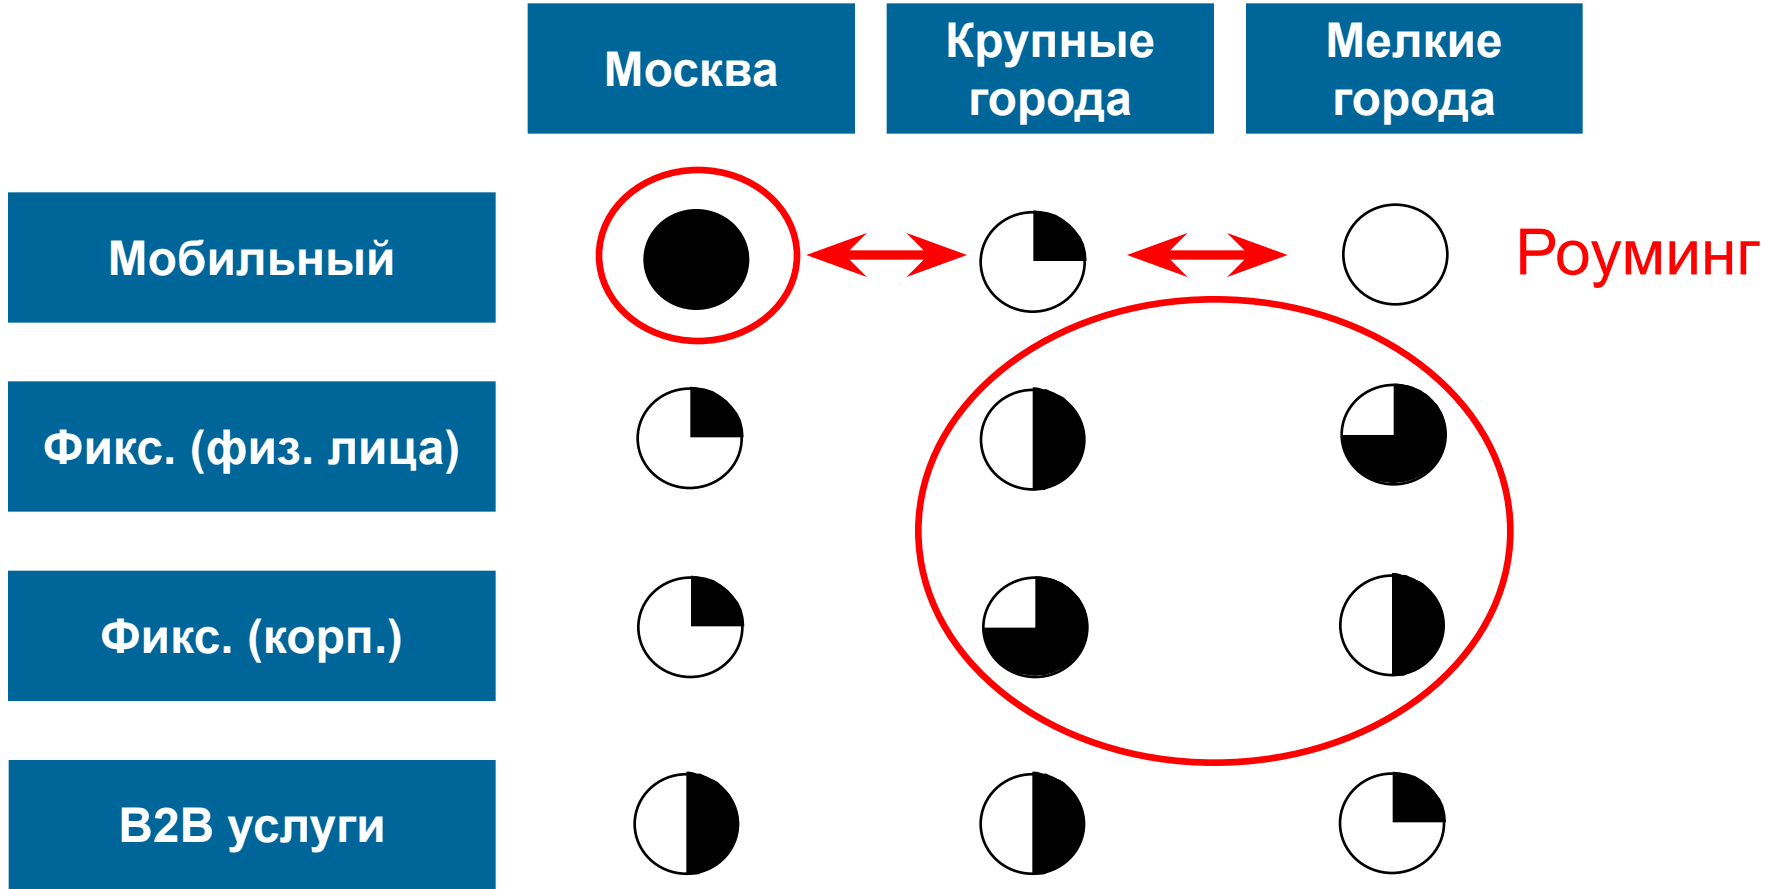 Москва
Крупные
города
Мелкие
города
Мобильный
Роуминг
Фикс. (физ. лица)
Фикс. (корп.)
B2B услуги